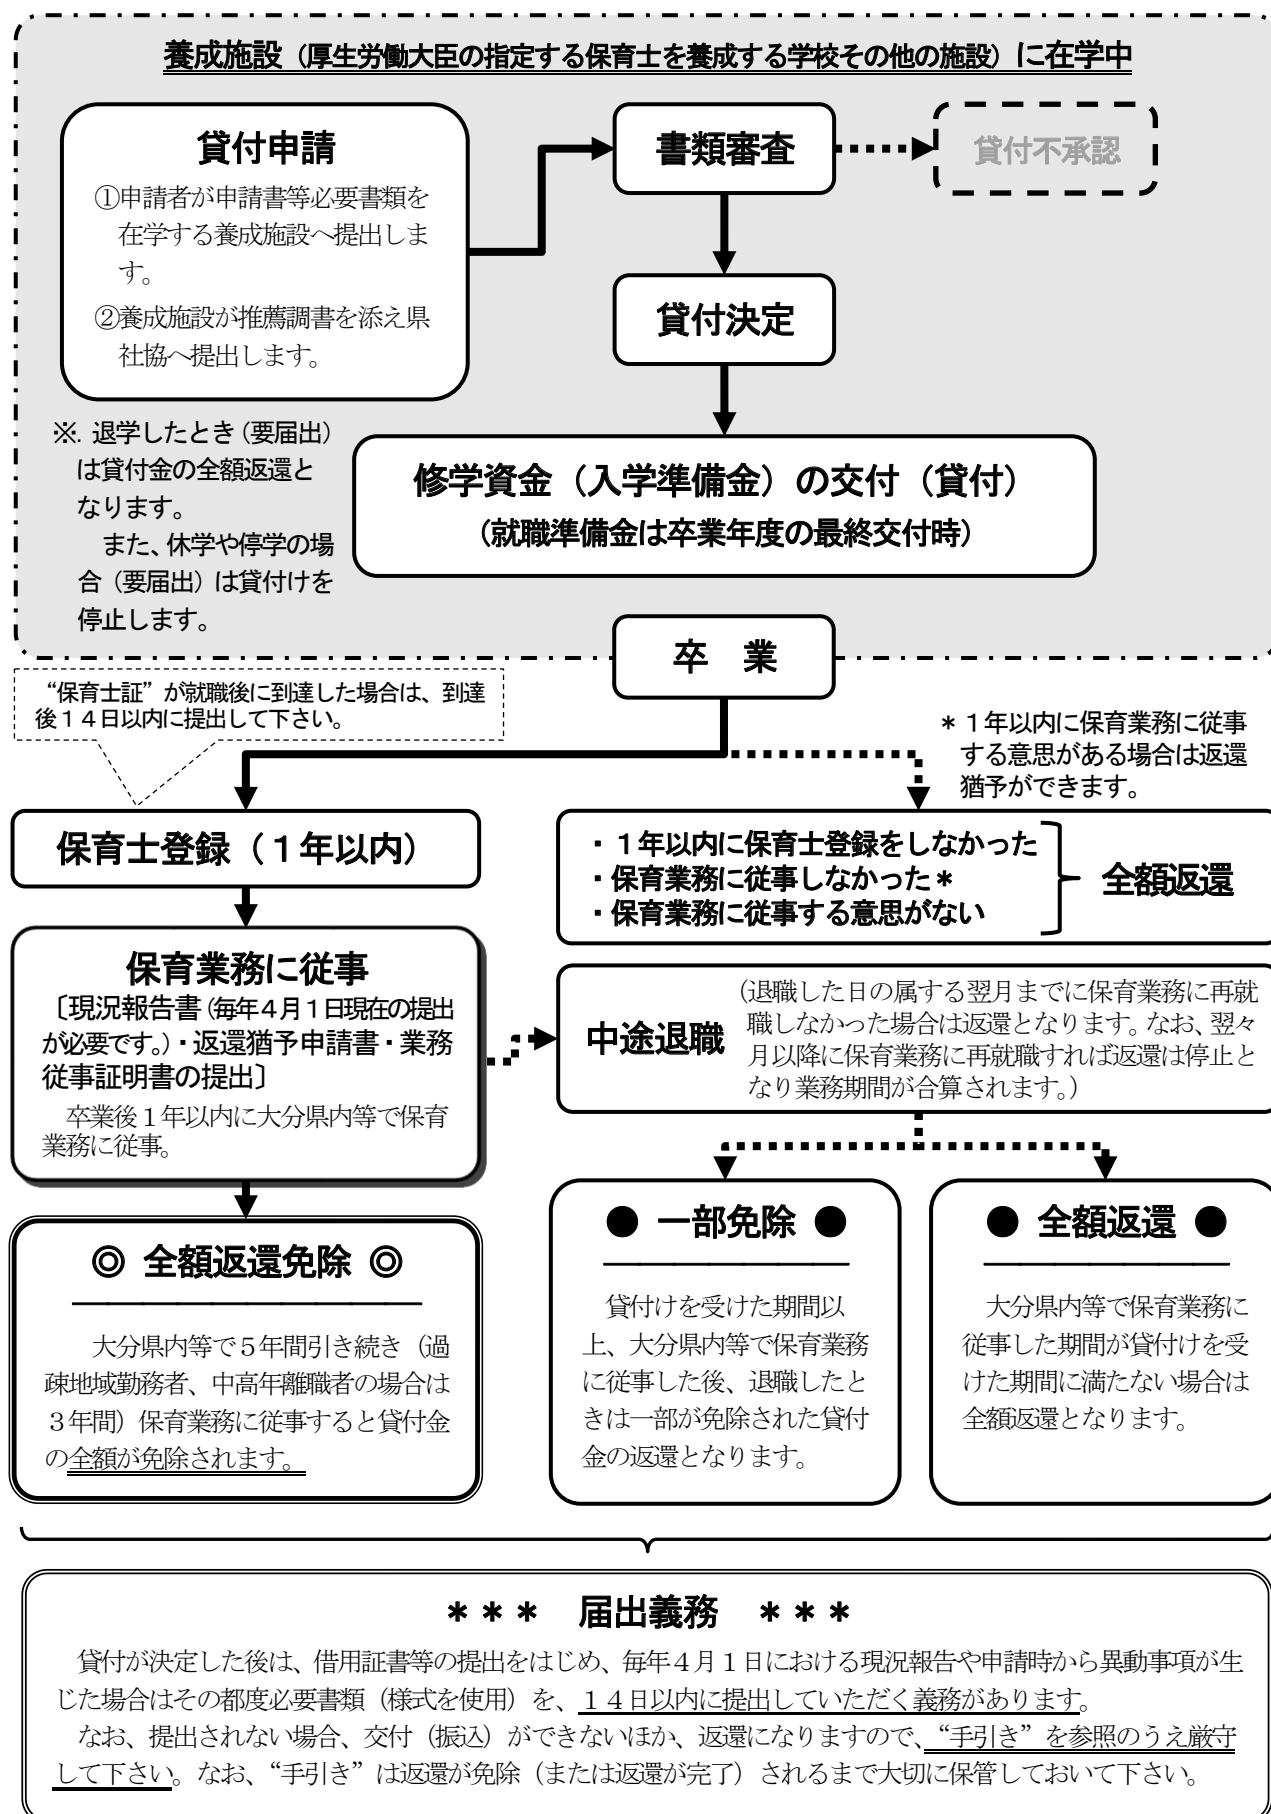 養成施設（厚生労働大臣の指定する保育士を養成する学校その他の施設）に在学中
貸付申請
①申請者が申請書等必要書類を
在学する養成施設へ提出しま
す。
②養成施設が推薦調書を添え県
社協へ提出します。
書類審査
貸付不承認
貸付決定
※. 退学したとき（要届出）
は貸付金の全額返還と
なります。
また、休学や停学の場
合（要届出）は貸付けを
停止します。
修学資金（入学準備金）の交付（貸付）
（就職準備金は卒業年度の最終交付時）
卒　業
“保育士証”が就職後に到達した場合は、到達
後１４日以内に提出して下さい。
＊１年以内に保育業務に従事
する意思がある場合は返還
猶予ができます。
保育士登録（１年以内）
・１年以内に保育士登録をしなかった
・保育業務に従事しなかった＊
・保育業務に従事する意思がない
全額返還
保育業務に従事
〔現況報告書（毎年４月１日現在の提出
が必要です。）・返還猶予申請書・業務
従事証明書の提出〕
卒業後１年以内に大分県内等で保育
業務に従事。
中途退職
（退職した日の属する翌月までに保育業務に再就
職しなかった場合は返還となります。なお、翌々
月以降に保育業務に再就職すれば返還は停止と
なり業務期間が合算されます。）
◎ 全額返還免除 ◎
大分県内等で５年間引き続き（過
疎地域勤務者、中高年離職者の場合は
３年間）保育業務に従事すると貸付金
の全額が免除されます。
● 一部免除 ●
貸付けを受けた期間以
上、大分県内等で保育業務
に従事した後、退職したと
きは一部が免除された貸付
金の返還となります。
● 全額返還 ●
大分県内等で保育業務に
従事した期間が貸付けを受
けた期間に満たない場合は
全額返還となります。
＊＊＊　届出義務　＊＊＊
貸付が決定した後は、借用証書等の提出をはじめ、毎年４月１日における現況報告や申請時から異動事項が生
じた場合はその都度必要書類（様式を使用）を、１４日以内に提出していただく義務があります。
なお、提出されない場合、交付（振込）ができないほか、返還になりますので、“手引き”を参照のうえ厳守
して下さい。なお、“手引き”は返還が免除（または返還が完了）されるまで大切に保管しておいて下さい。